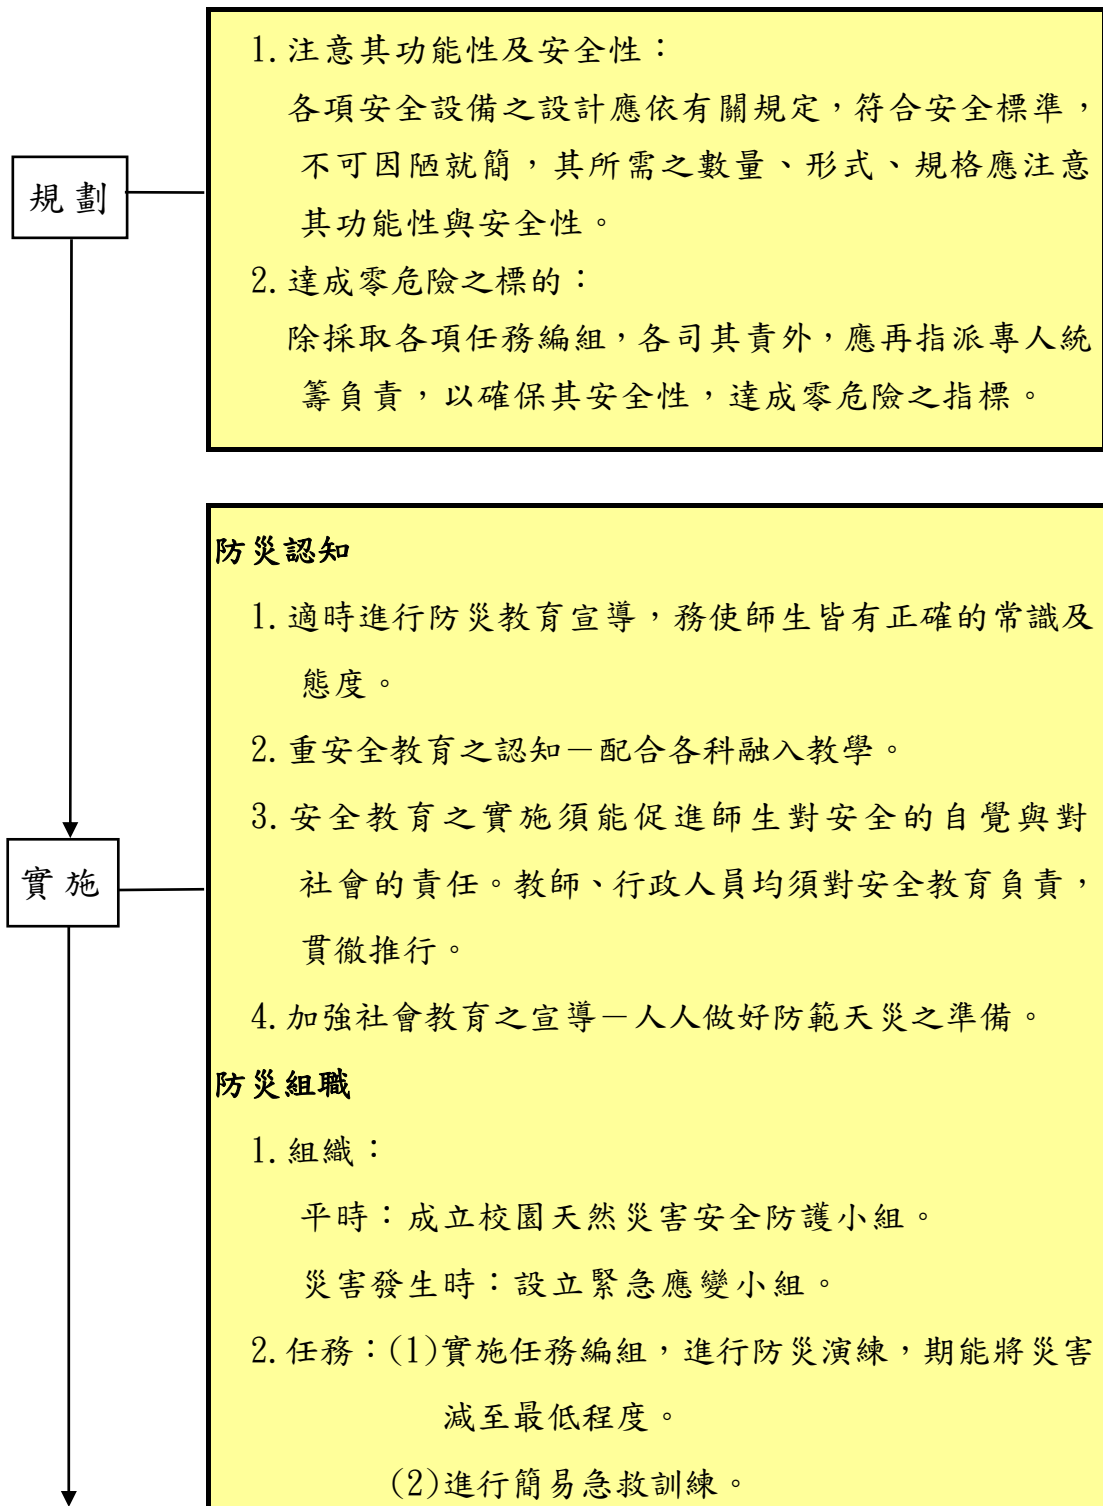 規劃
1.注意其功能性及安全性：
各項安全設備之設計應依有關規定，符合安全標準，
不可因陋就簡，其所需之數量、形式、規格應注意
其功能性與安全性。
2.達成零危險之標的：
除採取各項任務編組，各司其責外，應再指派專人統
籌負責，以確保其安全性，達成零危險之指標。
實施
防災認知
1.適時進行防災教育宣導，務使師生皆有正確的常識及
態度。
2.重安全教育之認知－配合各科融入教學。
3.安全教育之實施須能促進師生對安全的自覺與對
社會的責任。教師、行政人員均須對安全教育負責，
貫徹推行。
4.加強社會教育之宣導－人人做好防範天災之準備。
防災組職
1.組織：
平時：成立校園天然災害安全防護小組。
災害發生時：設立緊急應變小組。
2.任務：(1)實施任務編組，進行防災演練，期能將災害
減至最低程度。
(2)進行簡易急救訓練。